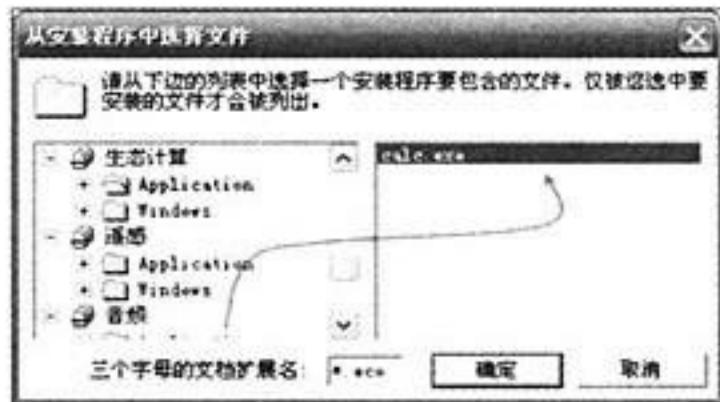 从安装程序中选择文件
请从下边的列表中选择一个安装程序要包含的文件。仅被您选中要
安装的文件才会被列出。
生态计算
Application
Windows
遥感
Application
Windows
音频
calc.exe
三个字母的文档扩展名:
确定
取消